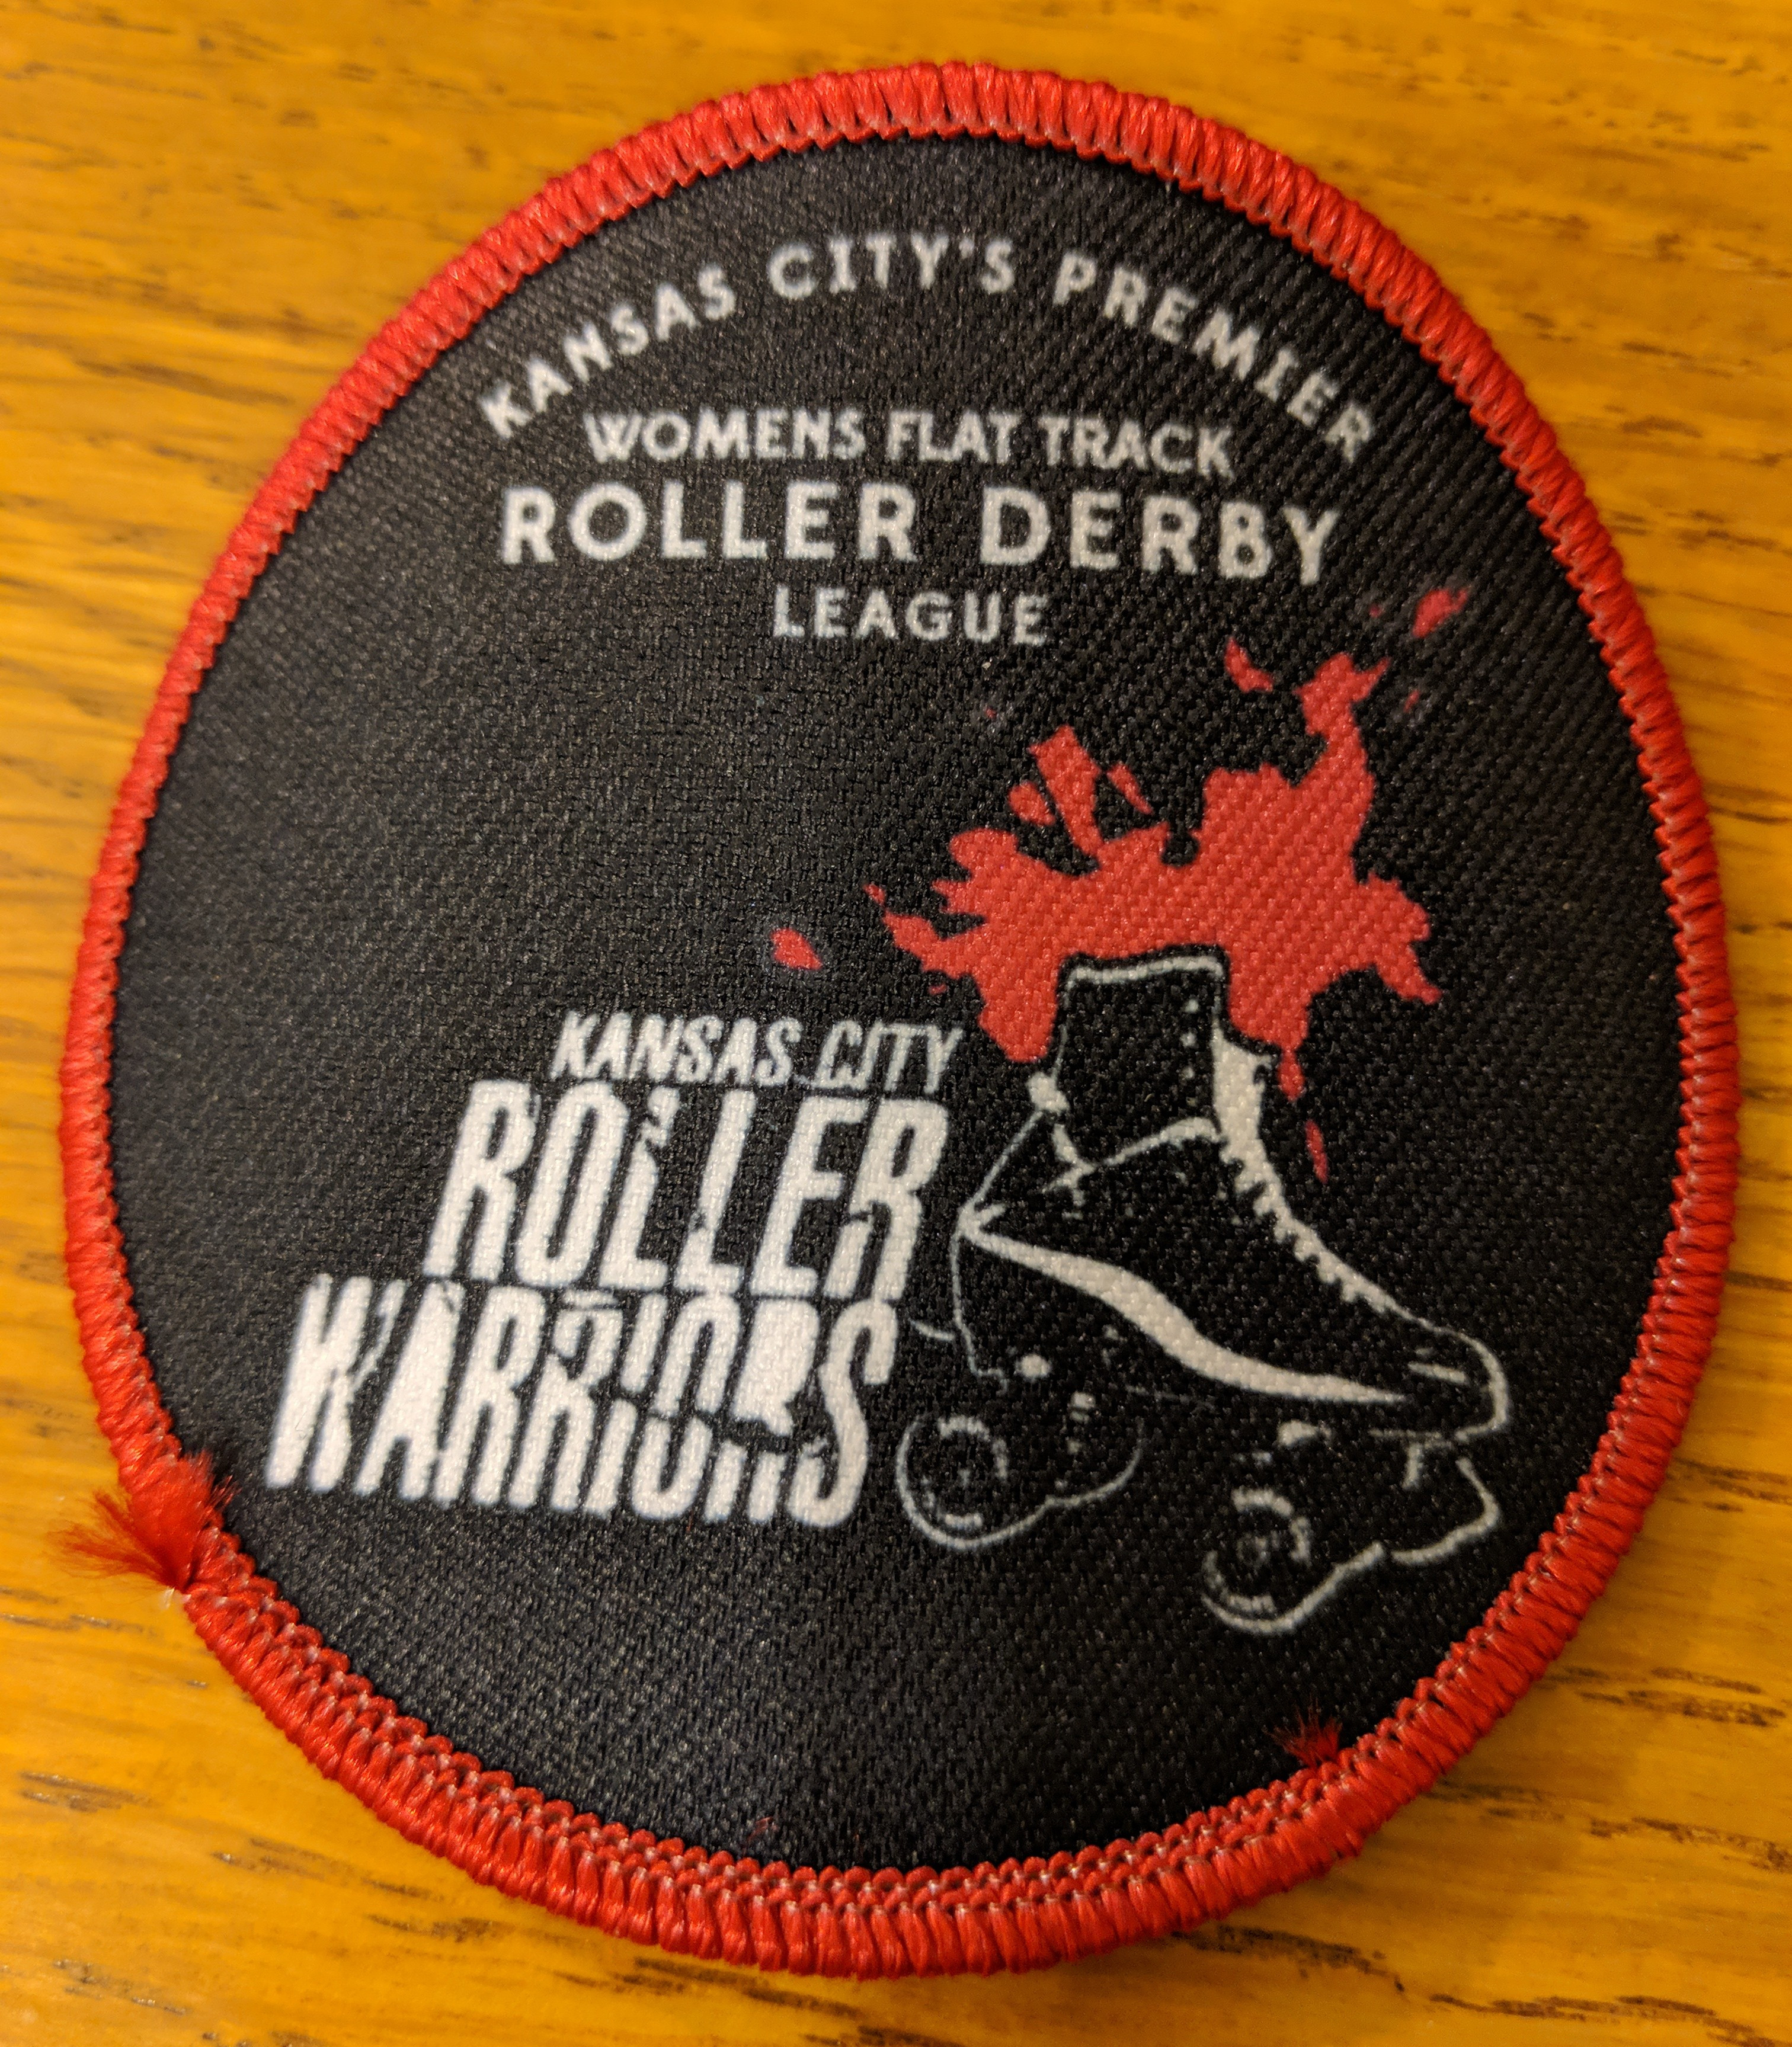 KANSAS CITY'S PREMIER
WOMENS FLAT TRACK
ROLLER DERBY
LEAGUE
KANSAS CITY
ROLLER
WARRIORS